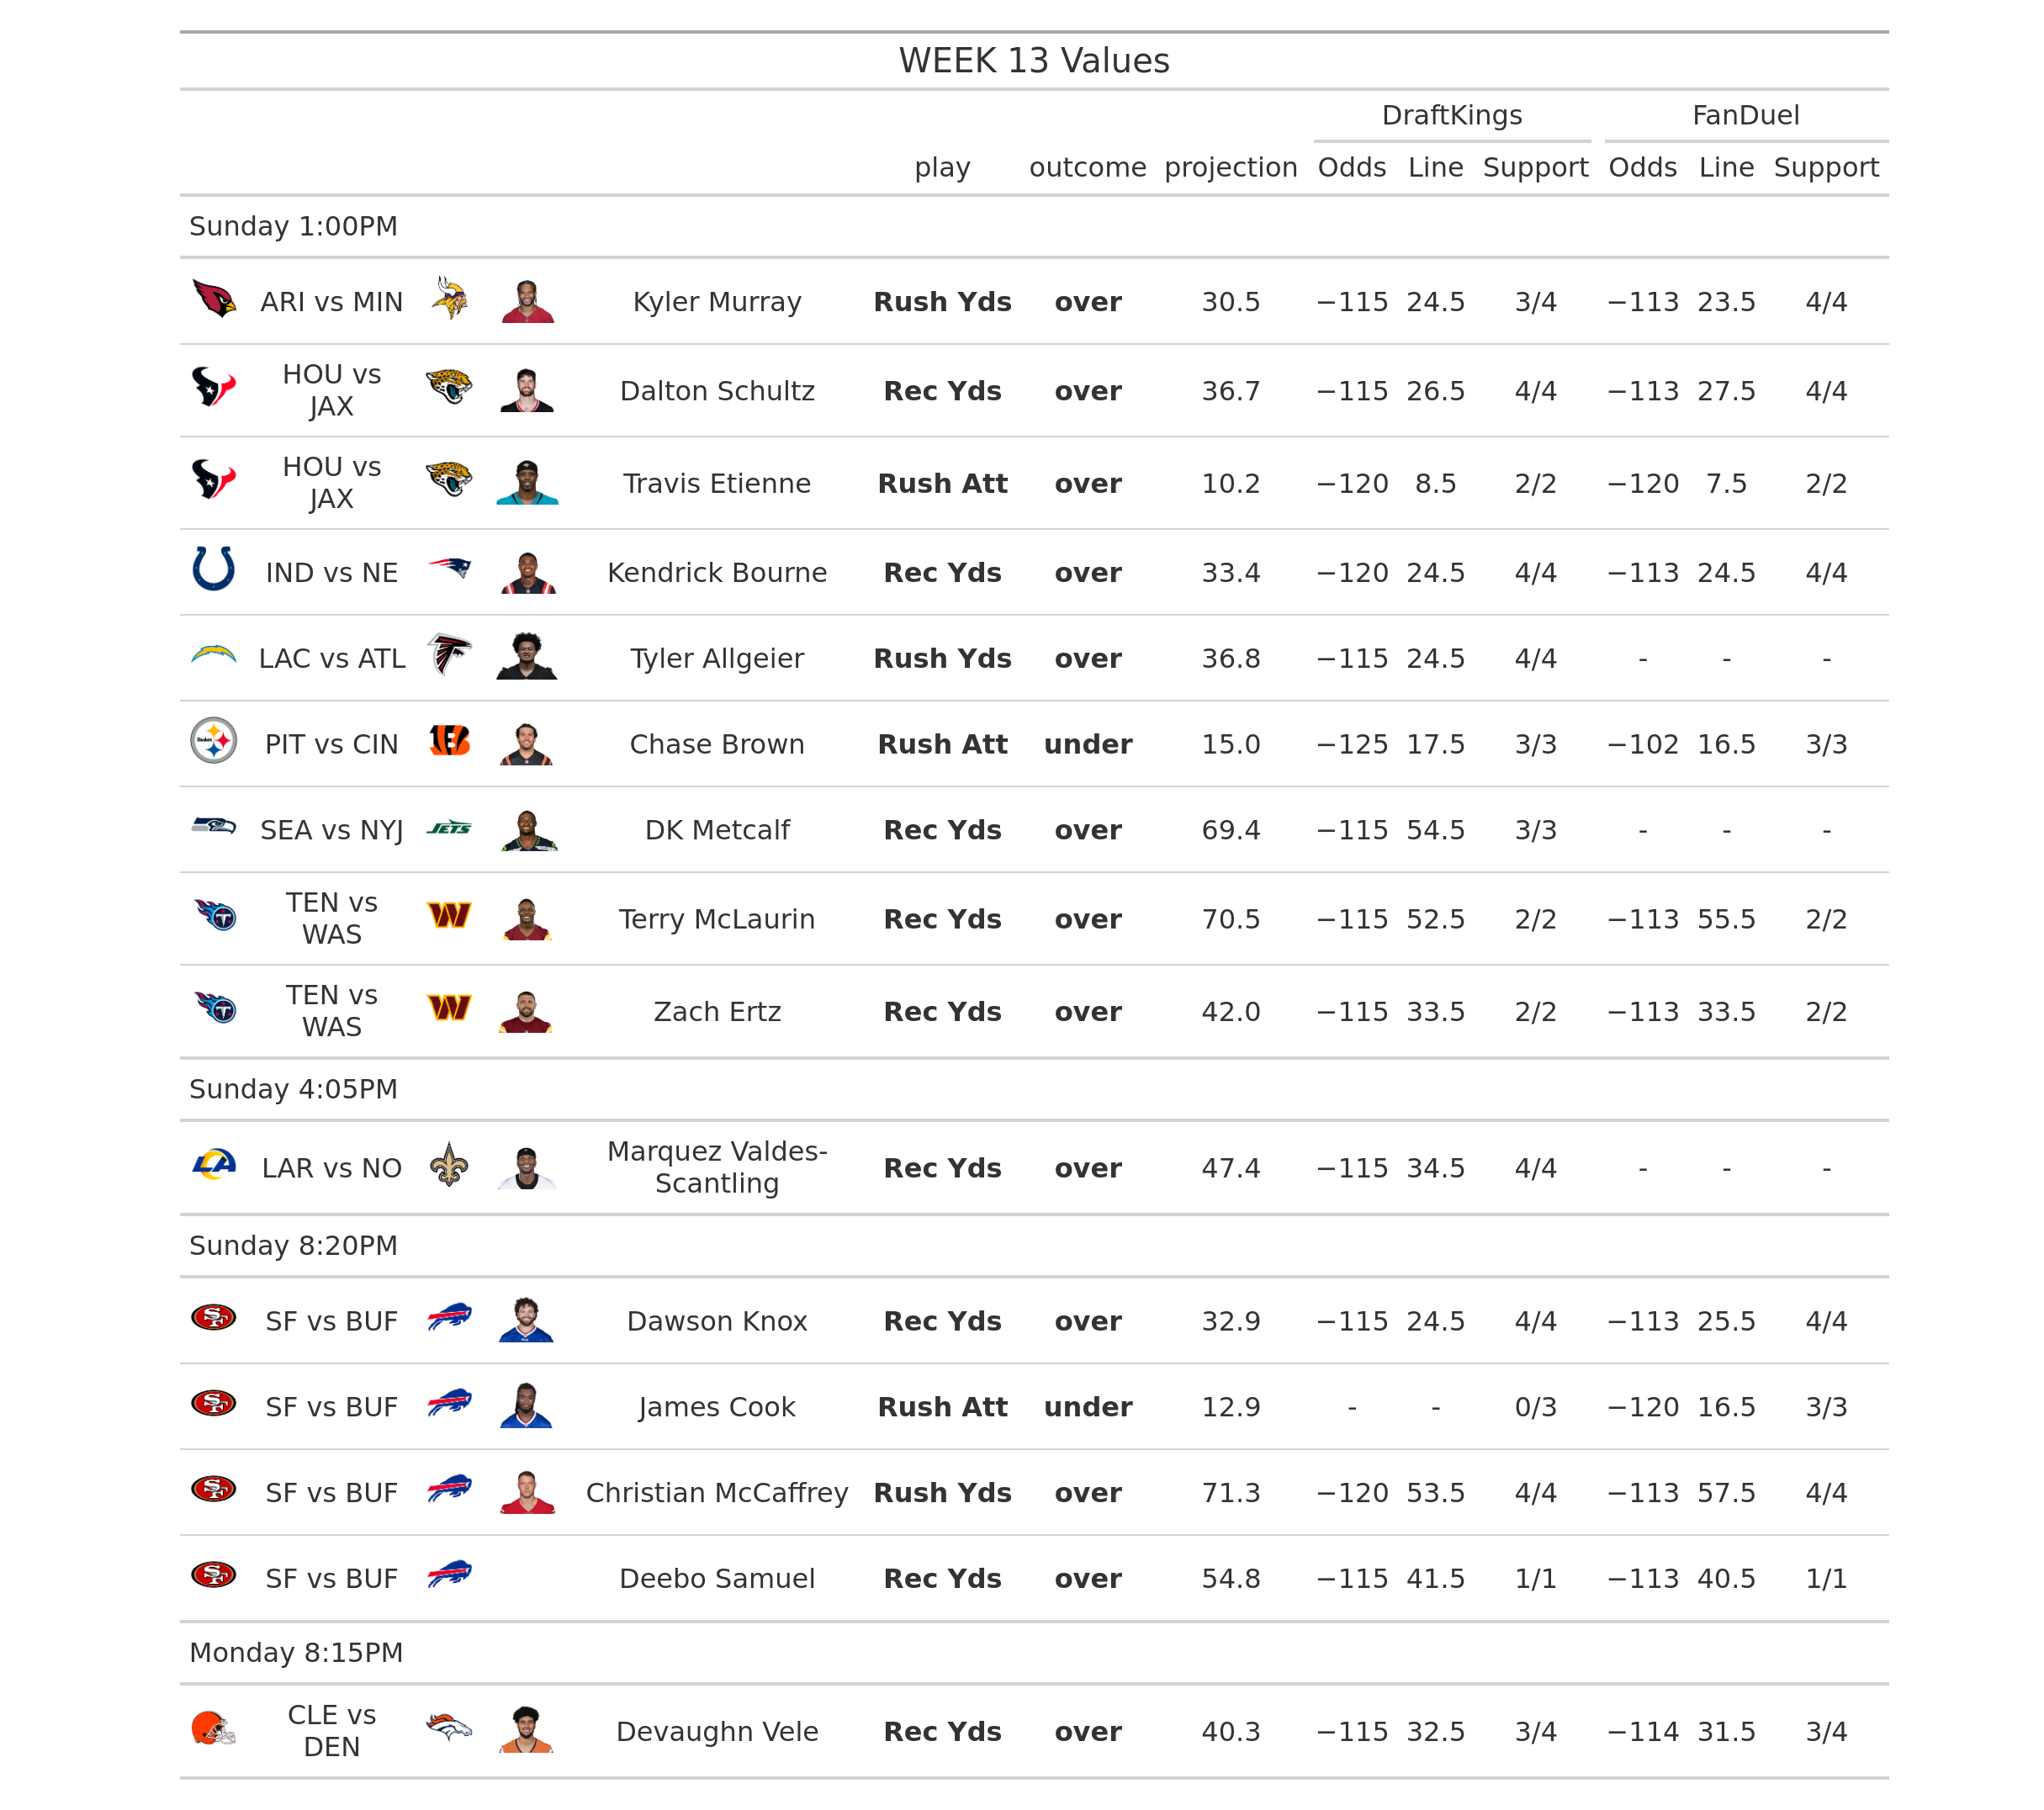 WEEK 13 Values
DraftKings FanDuel
play outcome projection Odds Line Support Odds Line Support
Sunday 1:00PM
ARI vs MIN Kyler Murray Rush Yds over 30.5 −115 24.5 3/4 −113 23.5 4/4
HOU vs
JAX Dalton Schultz Rec Yds over 36.7 −115 26.5 4/4 −113 27.5 4/4
HOU vs
JAX Travis Etienne Rush Att over 10.2 −120 8.5 2/2 −120 7.5 2/2
IND vs NE Kendrick Bourne Rec Yds over 33.4 −120 24.5 4/4 −113 24.5 4/4
LAC vs ATL Tyler Allgeier Rush Yds over 36.8 −115 24.5 4/4 - - -
PIT vs CIN Chase Brown Rush Att under 15.0 −125 17.5 3/3 −102 16.5 3/3
SEA vs NYJ JETS DK Metcalf Rec Yds over 69.4 −115 54.5 3/3 - - -
TEN vs
WAS Terry McLaurin Rec Yds over 70.5 −115 52.5 2/2 −113 55.5 2/2
TEN vs
WAS Zach Ertz Rec Yds over 42.0 −115 33.5 2/2 −113 33.5 2/2
Sunday 4:05PM
LAR vs NO Marquez Valdes-
Scantling Rec Yds over 47.4 −115 34.5 4/4 - - -
Sunday 8:20PM
SF vs BUF Dawson Knox Rec Yds over 32.9 −115 24.5 4/4 −113 25.5 4/4
SF vs BUF James Cook Rush Att under 12.9 - - 0/3 −120 16.5 3/3
SF vs BUF Christian McCaffrey Rush Yds over 71.3 −120 53.5 4/4 −113 57.5 4/4
SF vs BUF Deebo Samuel Rec Yds over 54.8 −115 41.5 1/1 −113 40.5 1/1
Monday 8:15PM
CLE vs
DEN Devaughn Vele Rec Yds over 40.3 −115 32.5 3/4 −114 31.5 3/4